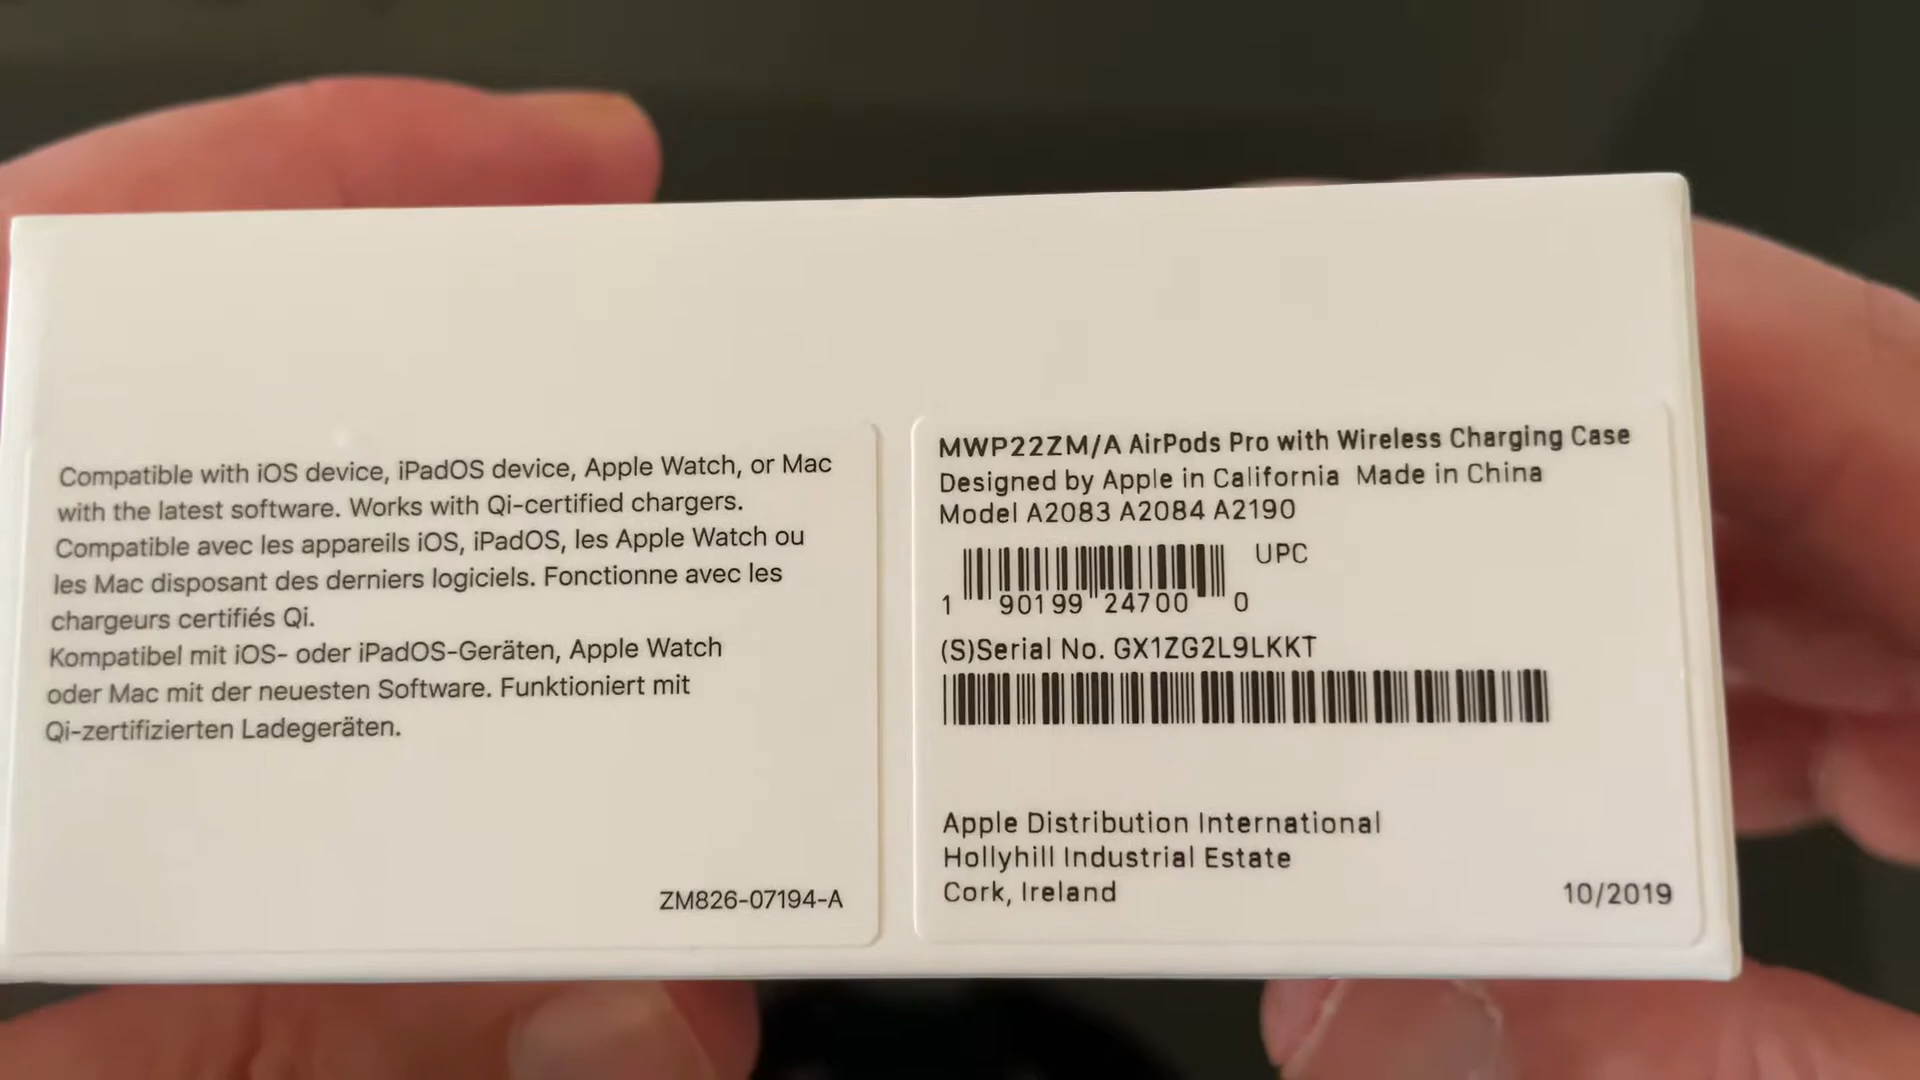 Compatible with iOS device, iPadOS device, Apple Watch, or Mac
with the latest software. Works with Qi-certified chargers.
Compatible avec les appareils iOS, iPadOS, les Apple Watch ou
les Mac disposant des derniers logiciels. Fonctionne avec les
chargeurs certifiés Qi.
Kompatibel mit iOS- oder iPadOS-Geräten, Apple Watch
oder Mac mit der neuesten Software. Funktioniert mit
Qi-zertifizierten Ladegeräten.
ZM826-07194-A
MWP22ZM/A AirPods Pro with Wireless Charging Case
Designed by Apple in California Made in China
Model A2083 A2084 A2190
UPC
1 90199 24700 0
(S)Serial No. GX1ZG2L9LKKT
Apple Distribution International
Hollyhill Industrial Estate
Cork, Ireland
10/2019